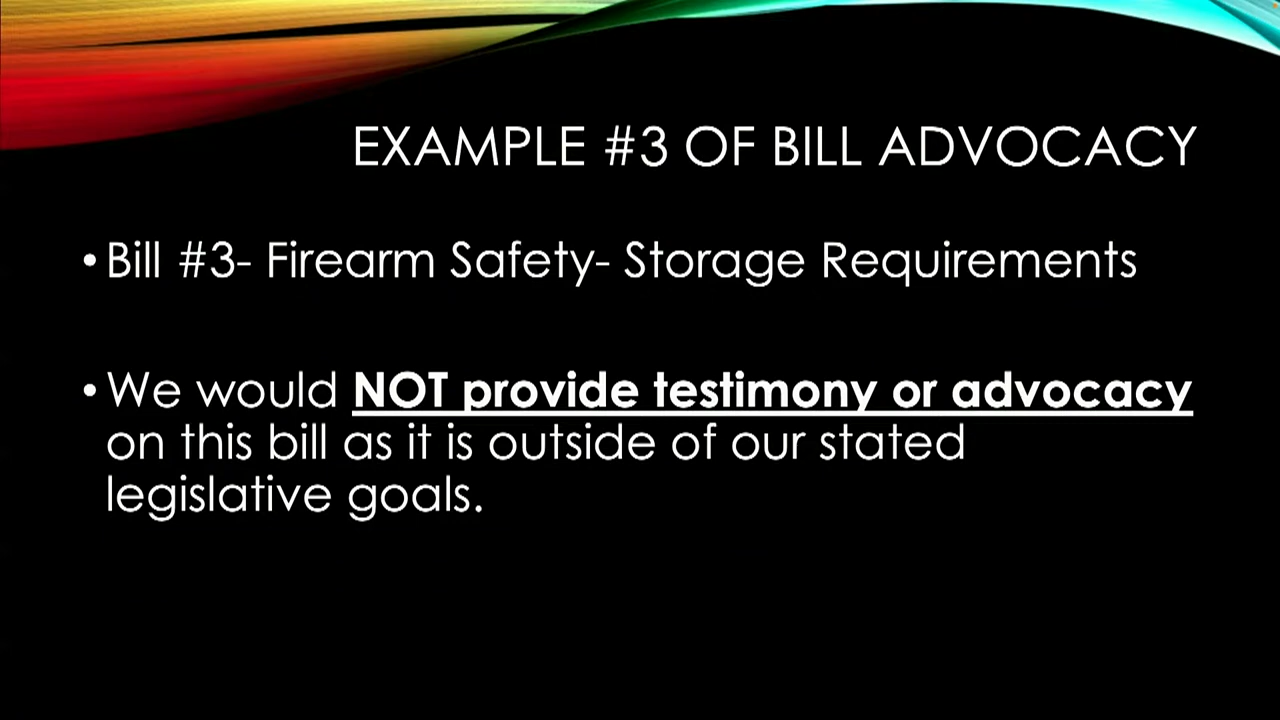 EXAMPLE #3 OF BILL ADVOCACY
• Bill #3- Firearm Safety- Storage Requirements
• We would NOT provide testimony or advocacy
on this bill as it is outside of our stated
legislative goals.